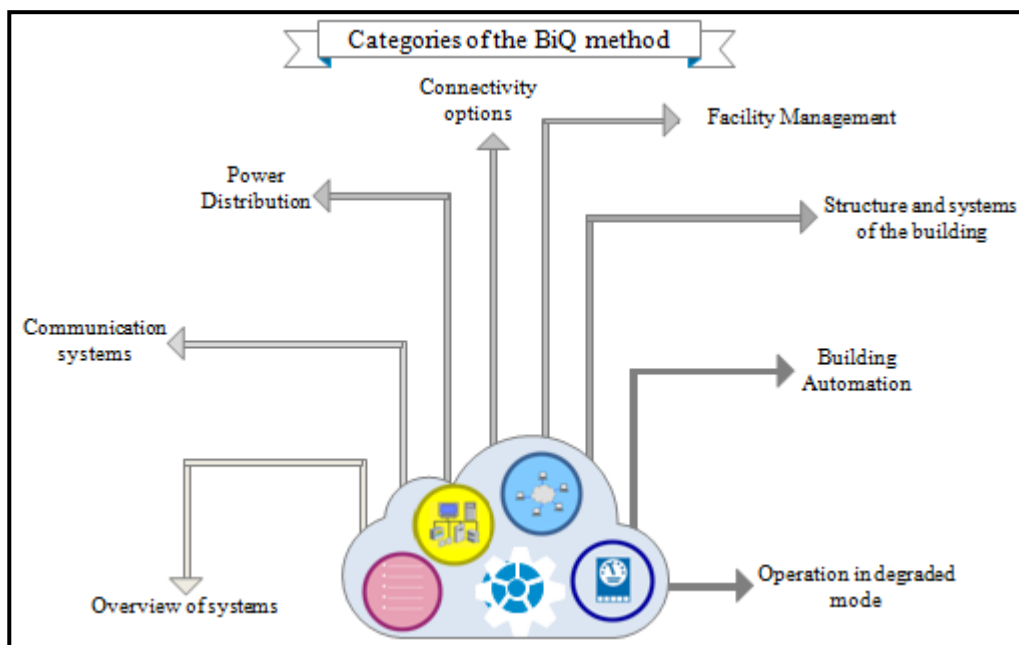 Categories of the BiQ method
Connectivity
options
Facility Management
Power
Distribution
Structure and systems
of the building
Communication
systems
Building
Automation
Overview of systems
Operation in degraded
mode